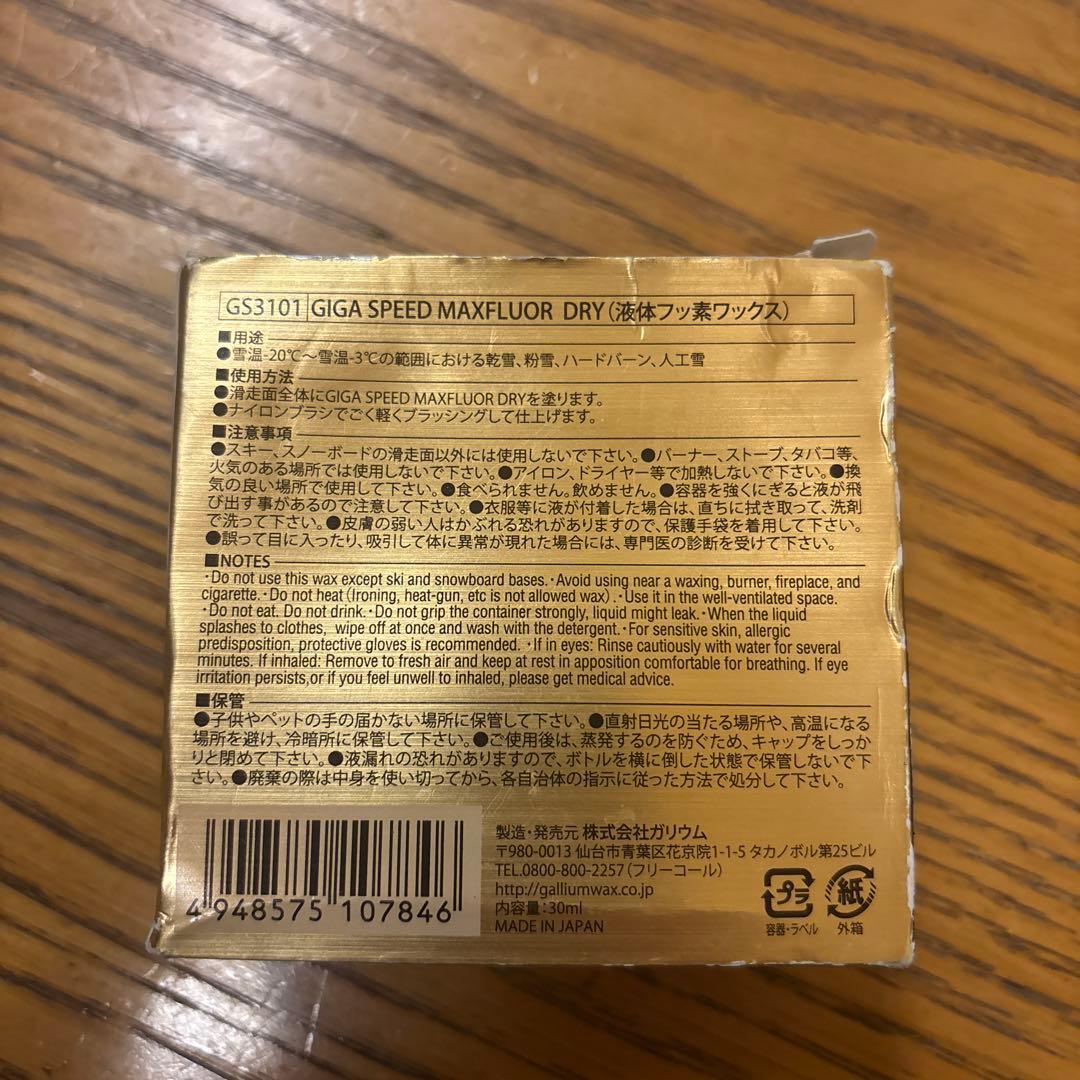 GS3101 GIGA SPEED MAXFLUOR DRY(液体フッ素ワックス)
■用途
●雪温-20℃〜雪温-3℃の範囲における乾雪、粉雪、ハードバーン、人工雪
■使用方法
●滑走面全体にGIGA SPEED MAXFLUOR DRYを塗ります。
●ナイロンブラシでごく軽くブラッシングして仕上げます。
■注意事項
●スキー、スノーボードの滑走面以外には使用しないで下さい。●バーナー、ストーブ、タバコ等、
火気のある場所では使用しないで下さい。●アイロン、ドライヤー等で加熱しないで下さい。●換
気の良い場所で使用して下さい。●食べられません。飲めません。●容器を強くにぎると液が飛
び出す事があるので注意して下さい。●衣服等に液が付着した場合は、直ちに拭き取って、洗剤
で洗って下さい。●皮膚の弱い人はかぶれる恐れがありますので、保護手袋を着用して下さい。
●誤って目に入ったり、吸引して体に異常が現れた場合には、専門医の診断を受けて下さい。
■NOTES
・Do not use this wax except ski and snowboard bases.・Avoid using near a waxing, burner, fireplace, and
cigarette.・Do not heat (Ironing, heat-gun, etc is not allowed wax).・Use it in the well-ventilated space.
・Do not eat. Do not drink.・Do not grip the container strongly, liquid might leak.・When the liquid
splashes to clothes, wipe off at once and wash with the detergent.・For sensitive skin, allergic
predisposition, protective gloves is recommended. ・If in eyes: Rinse cautiously with water for several
minutes. If inhaled: Remove to fresh air and keep at rest in apposition comfortable for breathing. If eye
irritation persists,or if you feel unwell to inhaled, please get medical advice.
■保管
●子供やペットの手の届かない場所に保管して下さい。●直射日光の当たる場所や、高温になる
場所を避け、冷暗所に保管して下さい。●ご使用後は、蒸発するのを防ぐため、キャップをしっか
りと閉めて下さい。●液漏れの恐れがありますので、ボトルを横に倒した状態で保管しないで下
さい。●廃棄の際は中身を使い切ってから、各自治体の指示に従った方法で処分して下さい。
4 948575 107846
製造・発売元 株式会社ガリウム
〒980-0013 仙台市青葉区花京院1-1-5 タカノボル第25ビル
TEL.0800-800-2257(フリーコール)
http://galliumwax.co.jp
内容量:30ml
MADE IN JAPAN
プラ
容器・ラベル
紙
外箱